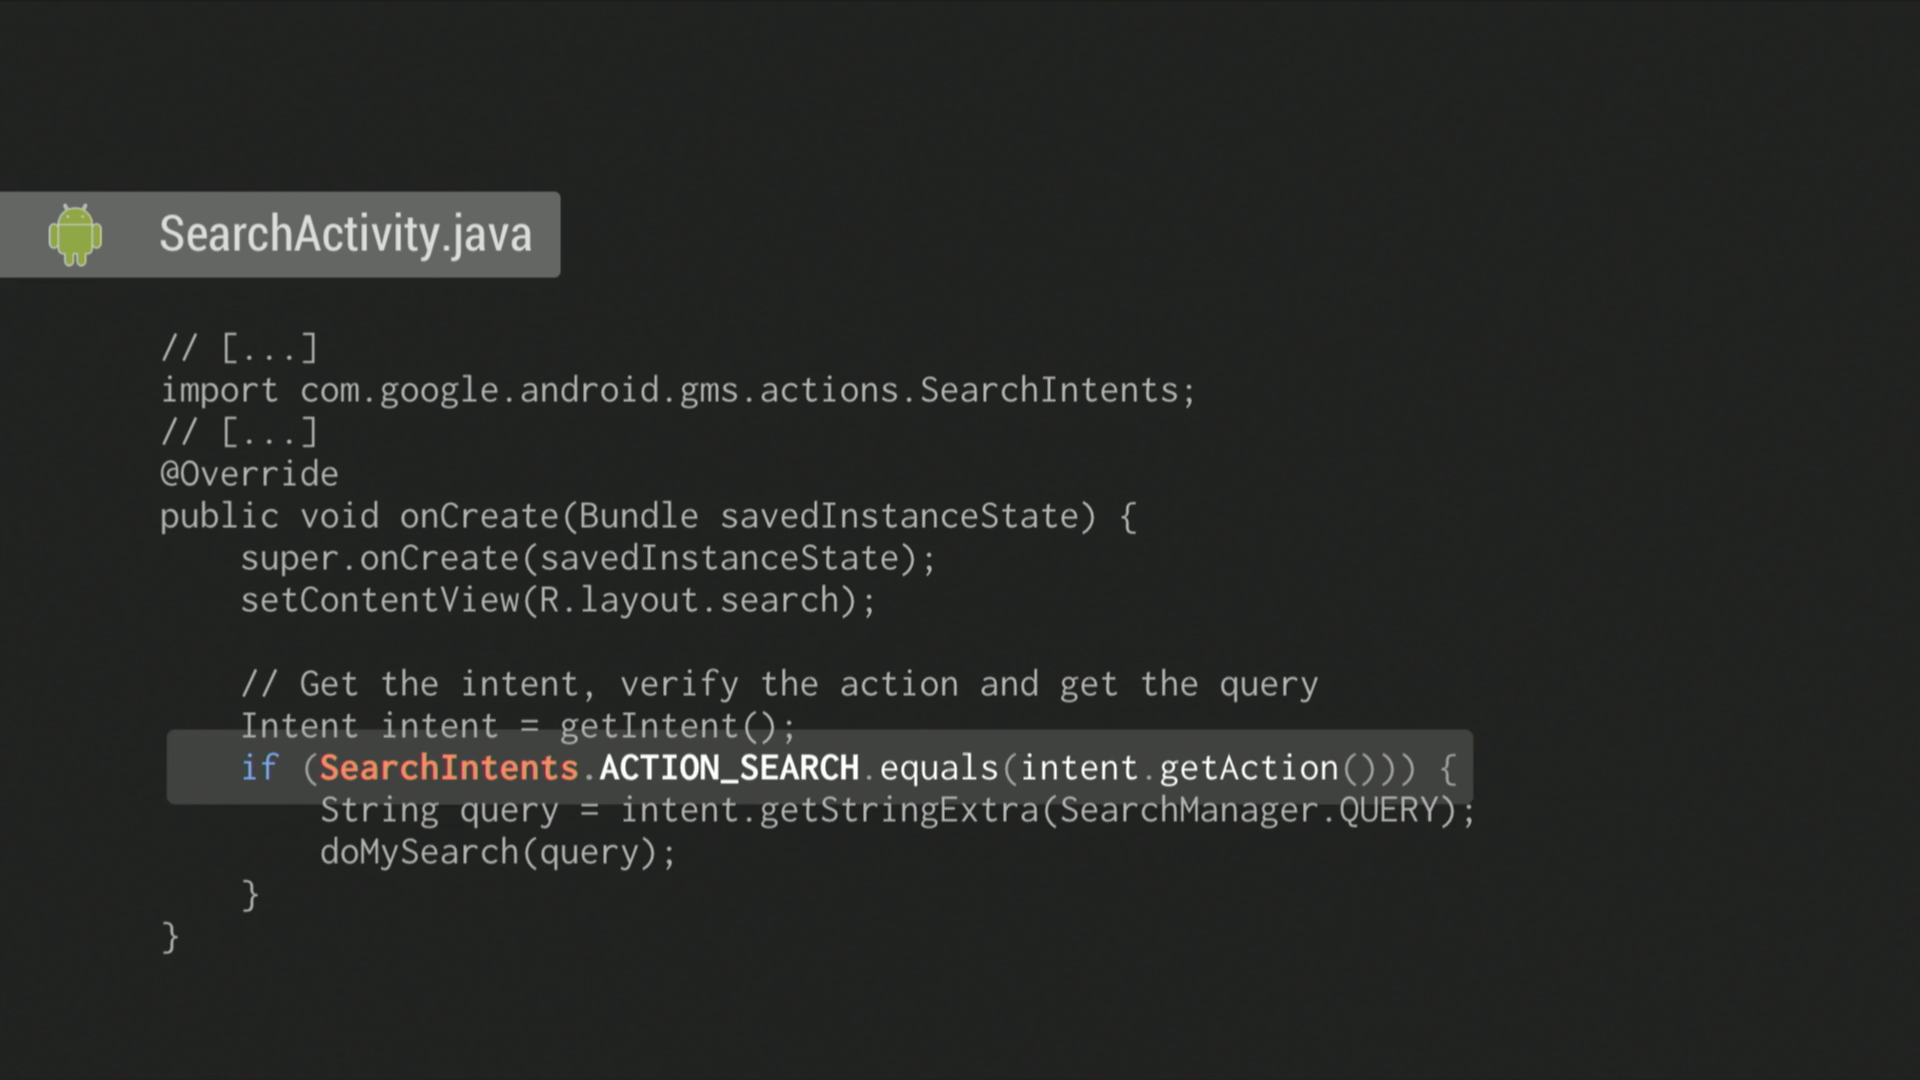 SearchActivity.java
// [...]
import com.google.android.gms.actions.SearchIntents;
// [...]
@Override
public void onCreate(Bundle savedInstanceState) {
    super.onCreate(savedInstanceState);
    setContentView(R.layout.search);

    // Get the intent, verify the action and get the query
    Intent intent = getIntent();
    if (SearchIntents.ACTION_SEARCH.equals(intent.getAction())) {
        String query = intent.getStringExtra(SearchManager.QUERY);
        doMySearch(query);
    }
}